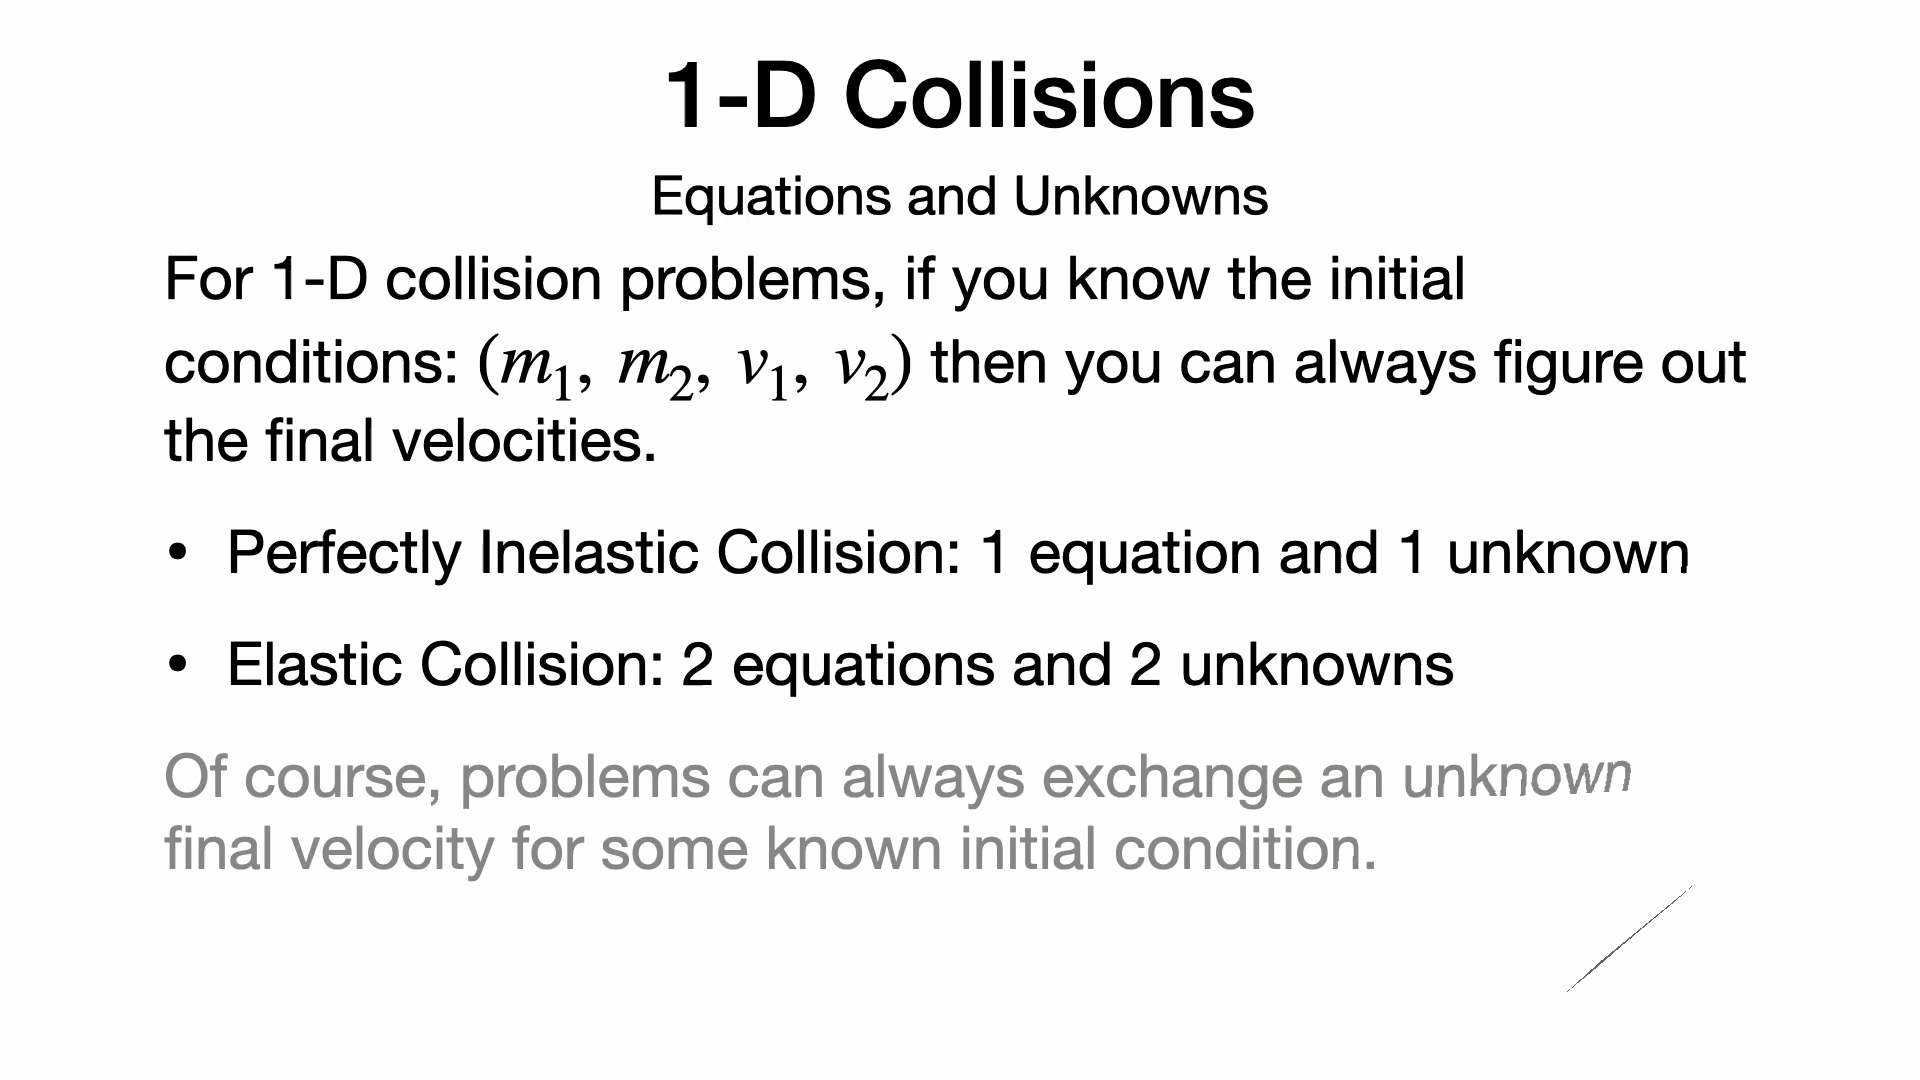 1-D Collisions
Equations and Unknowns
For 1-D collision problems, if you know the initial
conditions: (m₁, m₂, v₁, v₂) then you can always figure out
the final velocities.
• Perfectly Inelastic Collision: 1 equation and 1 unknown
• Elastic Collision: 2 equations and 2 unknowns
Of course, problems can always exchange an unknown
final velocity for some known initial condition.